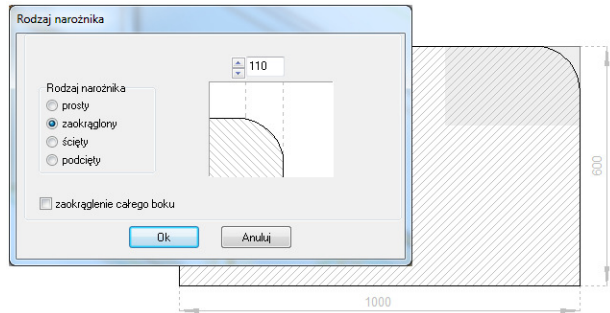 Rodzaj narożnika
110
Rodzaj narożnika
prosty
zaokrąglony
ścięty
podcięty
zaokrąglenie całego boku
Ok
Anuluj
600
1000